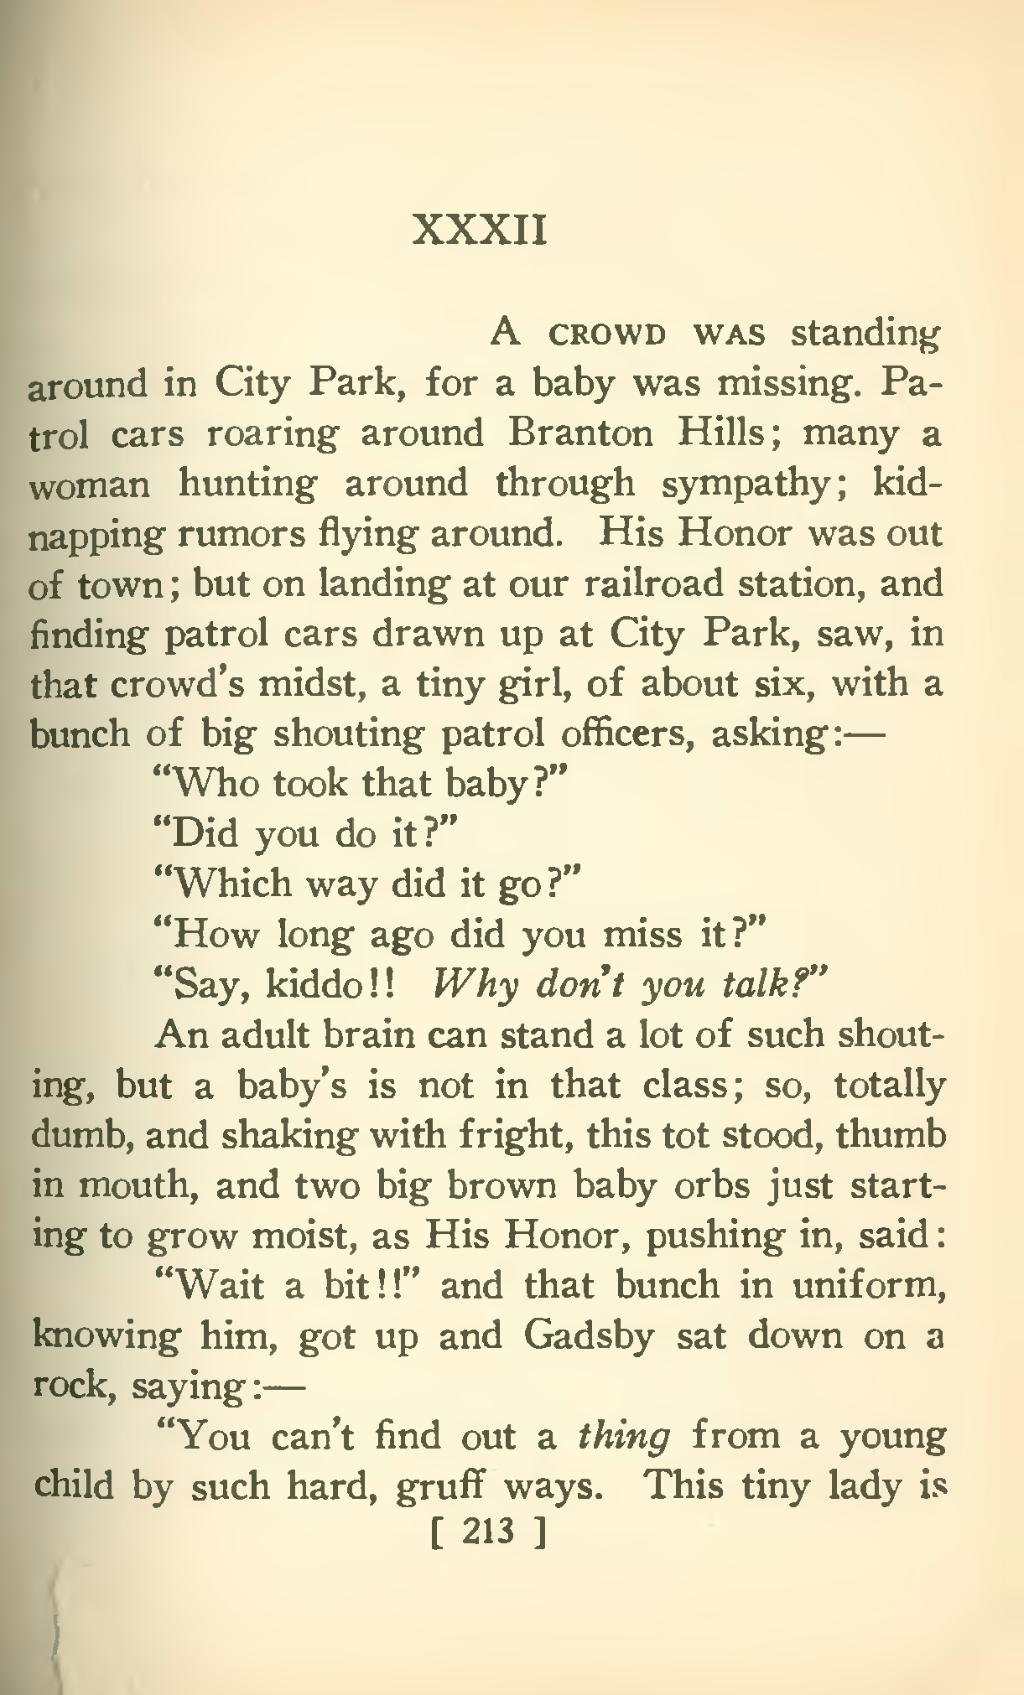 XXXII
A CROWD WAS standing
around in City Park, for a baby was missing. Pa-
trol cars roaring around Branton Hills; many a
woman hunting around through sympathy; kid-
napping rumors flying around. His Honor was out
of town; but on landing at our railroad station, and
finding patrol cars drawn up at City Park, saw, in
that crowd's midst, a tiny girl, of about six, with a
bunch of big shouting patrol officers, asking:—
"Who took that baby?"
"Did you do it?"
"Which way did it go?"
"How long ago did you miss it?"
"Say, kiddo!! Why don't you talk?"
An adult brain can stand a lot of such shout-
ing, but a baby's is not in that class; so, totally
dumb, and shaking with fright, this tot stood, thumb
in mouth, and two big brown baby orbs just start-
ing to grow moist, as His Honor, pushing in, said:
"Wait a bit!!" and that bunch in uniform,
knowing him, got up and Gadsby sat down on a
rock, saying:—
"You can't find out a thing from a young
child by such hard, gruff ways. This tiny lady is
[ 213 ]